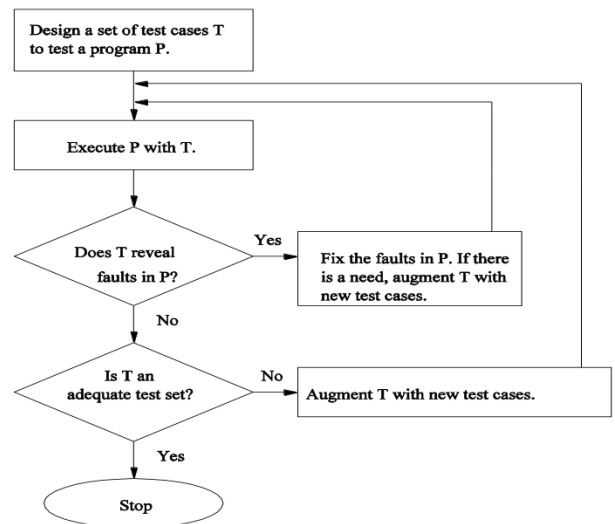 Design a set of test cases T
to test a program P.
Execute P with T.
Does T reveal
faults in P?
Yes
Fix the faults in P. If there
is a need, augment T with
new test cases.
No
Is T an
adequate test set?
No
Augment T with new test cases.
Yes
Stop